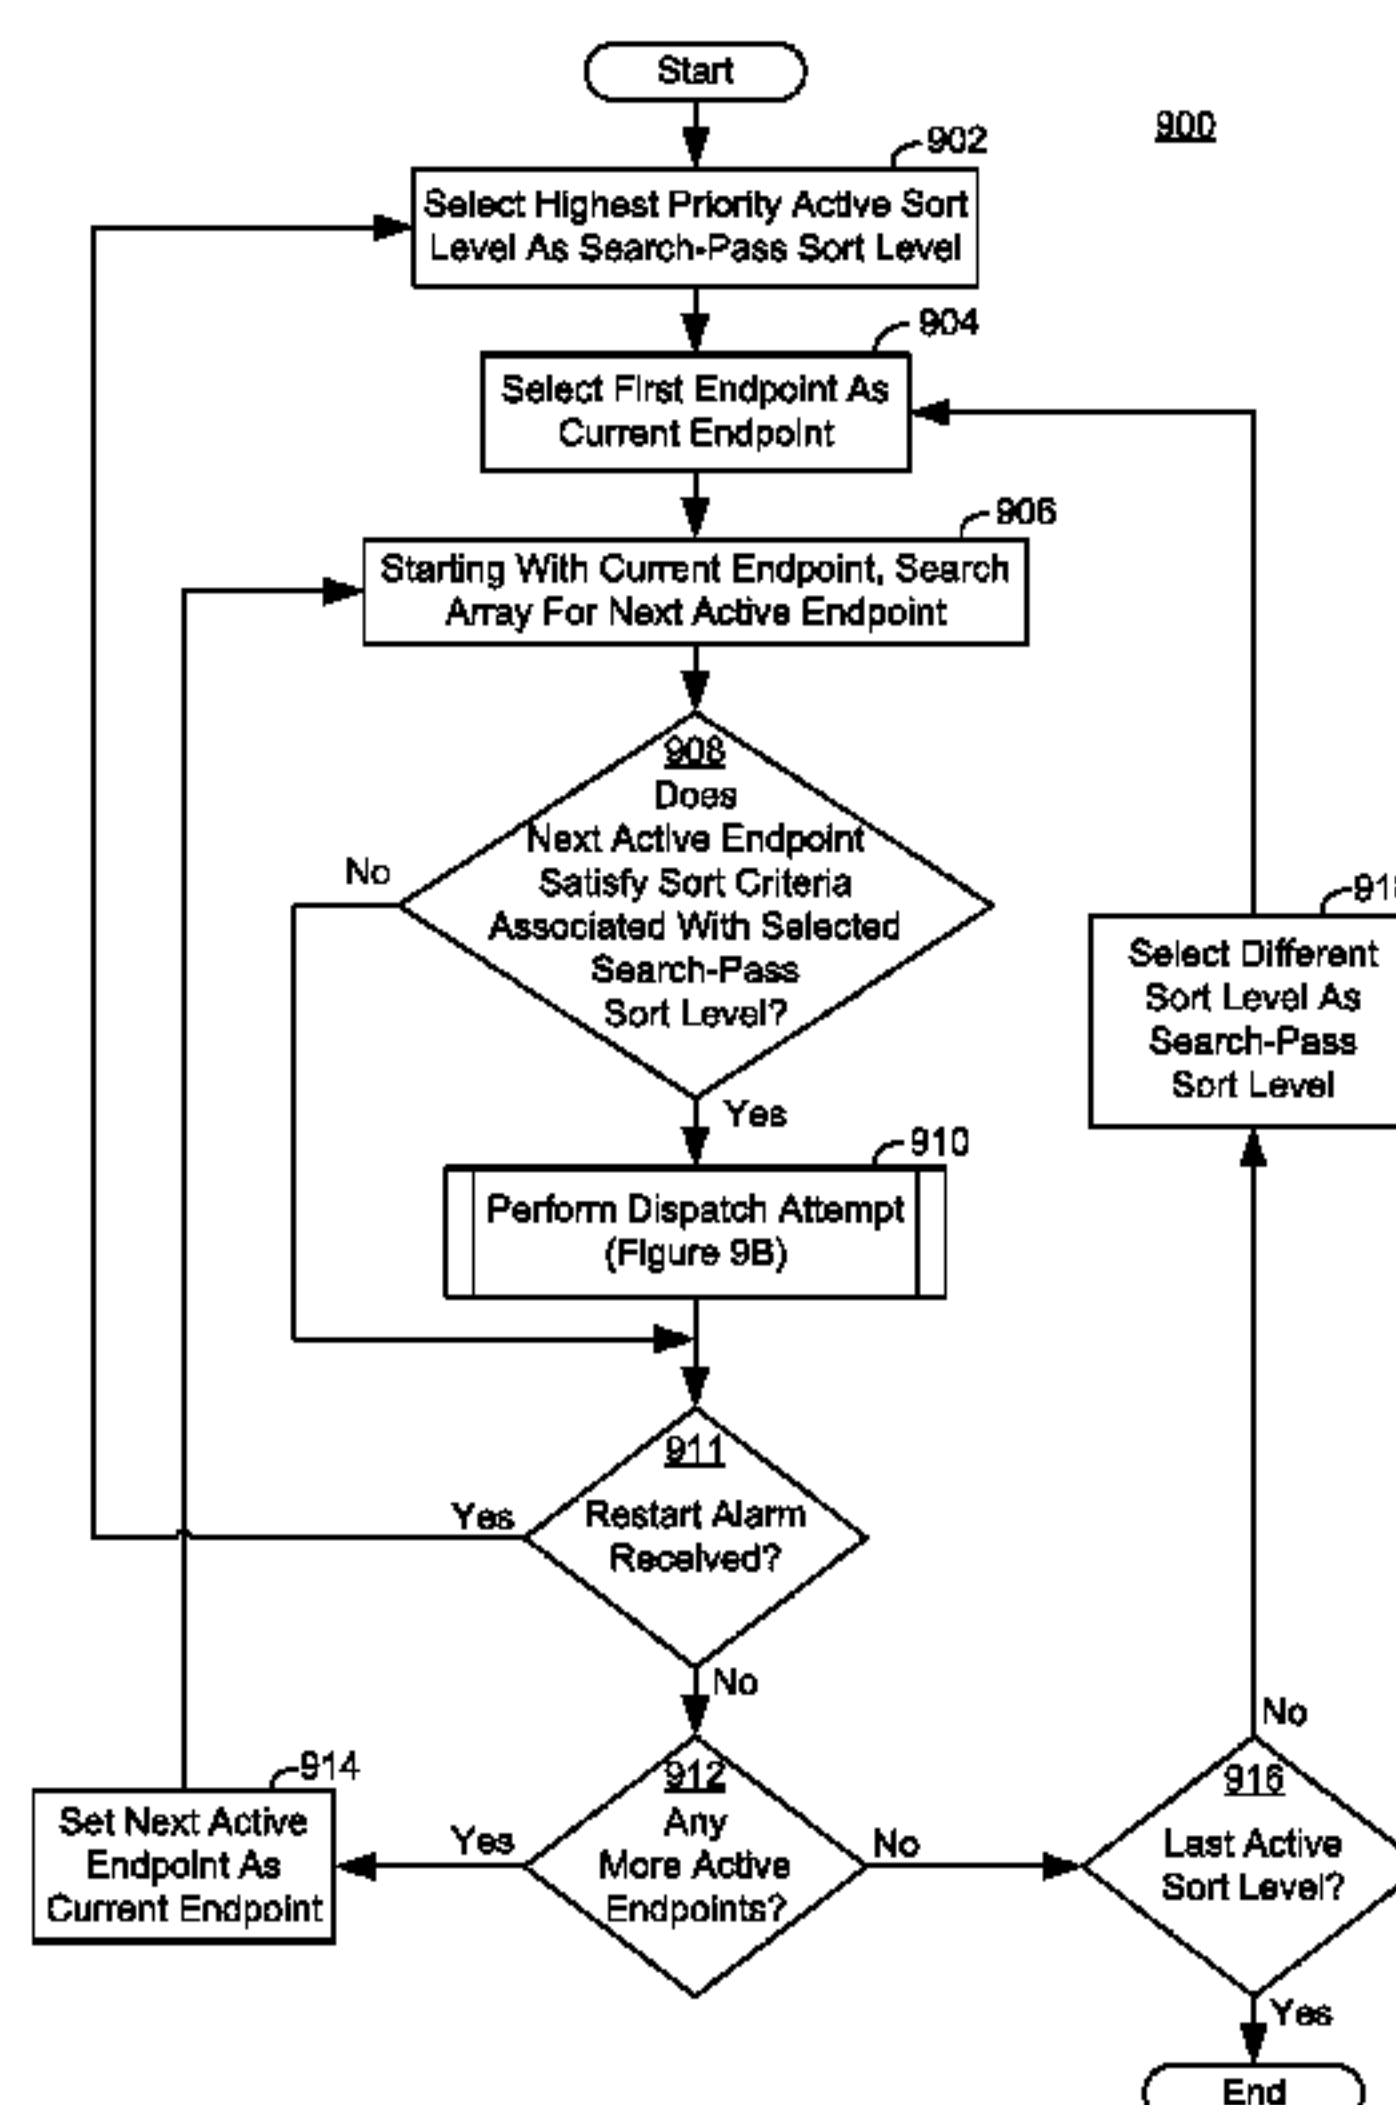 Start
900
902
Select Highest Priority Active Sort
Level As Search-Pass Sort Level
904
Select First Endpoint As
Current Endpoint
906
Starting With Current Endpoint, Search
Array For Next Active Endpoint
908
Does
Next Active Endpoint
Satisfy Sort Criteria
Associated With Selected
Search-Pass
Sort Level?
No
Yes
918
Select Different
Sort Level As
Search-Pass
Sort Level
910
Perform Dispatch Attempt
(Figure 9B)
911
Restart Alarm
Received?
Yes
No
912
Any
More Active
Endpoints?
Yes
No
914
Set Next Active
Endpoint As
Current Endpoint
No
916
Last Active
Sort Level?
Yes
End